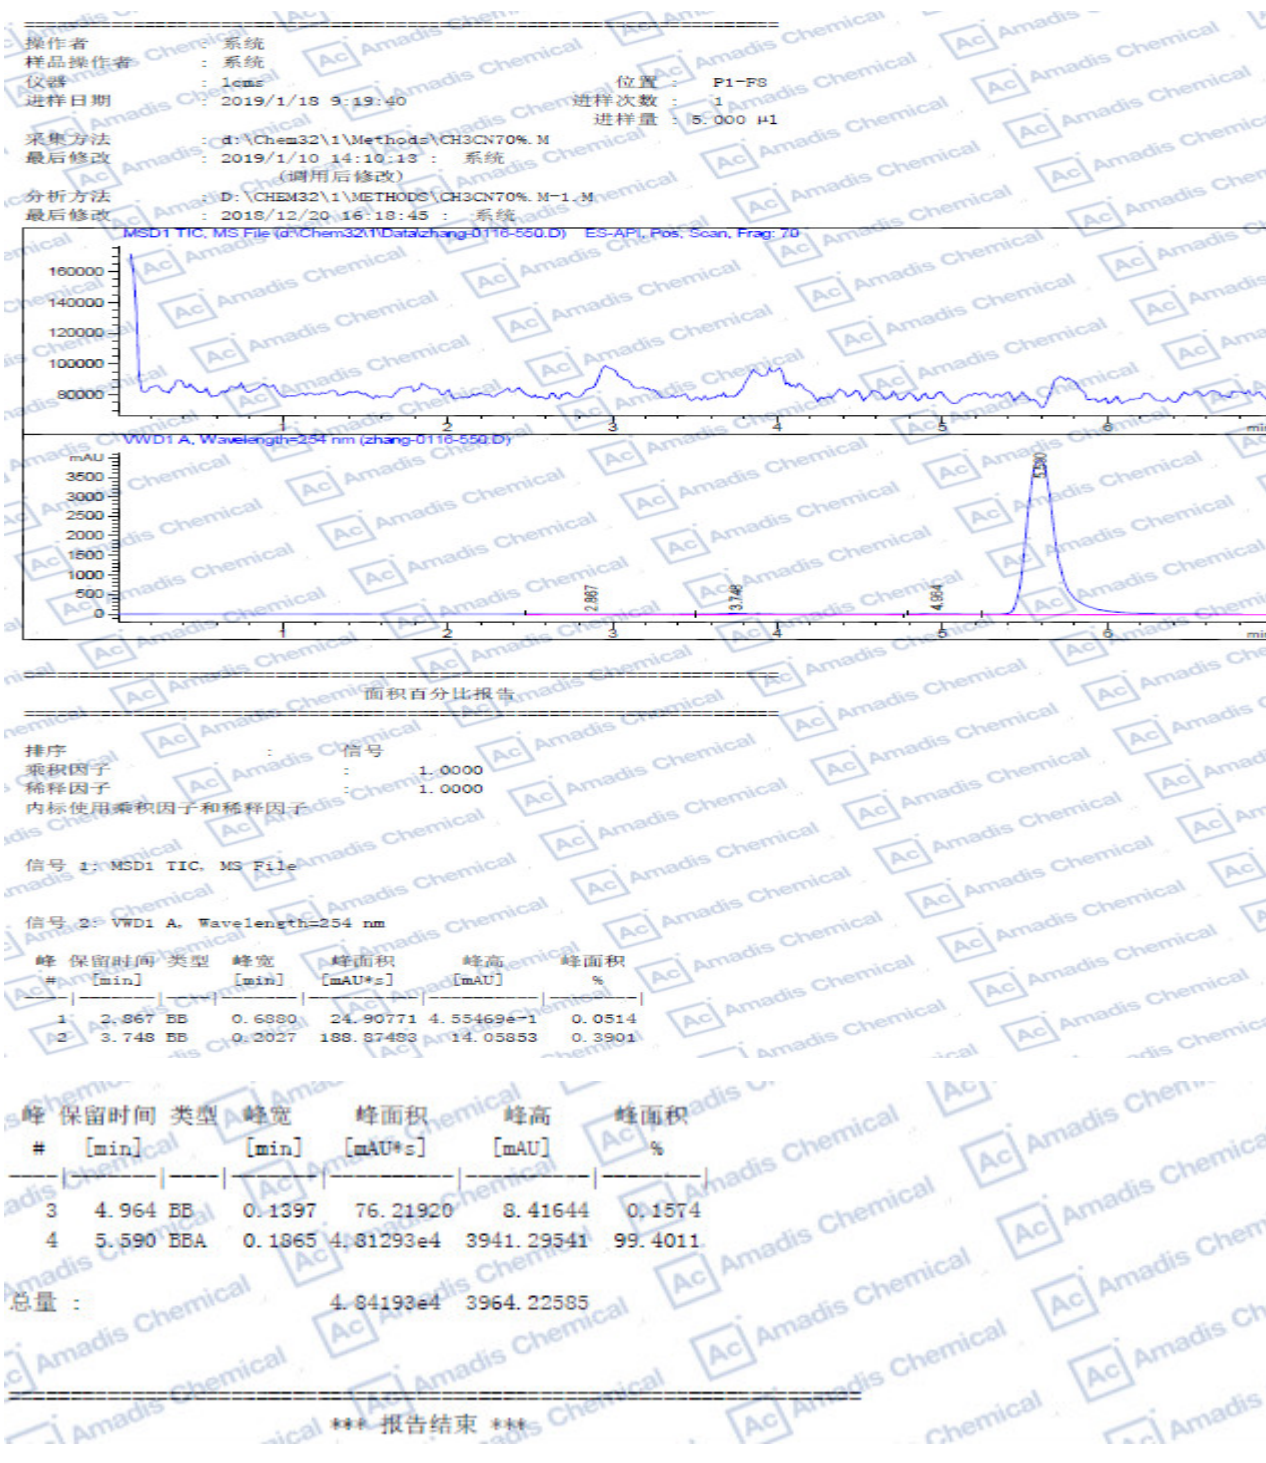 操作者 : 系统
样品操作者 : 系统
仪器 : 1cms 位置 : P1-F8
进样日期 : 2019/1/18 9:19:40 进样次数 : 1
进样量 : 5.000 µl
采集方法 : d:\Chem32\1\Methods\CH3CN70%.M
最后修改 : 2019/1/10 14:10:13 : 系统
(调用后修改)
分析方法 : D:\CHEM32\1\METHODS\CH3CN70%.M-1.M
最后修改 : 2018/12/20 16:18:45 : 系统
MSD1 TIC, MS File (d:\Chem32\1\Data\zhang-0116-550.D) ES-API, Pos, Scan, Frag: 70
160000
140000
120000
100000
80000
1 2 3 4 5 6 min
VWD1 A, Wavelength=254 nm (zhang-0116-550.D)
mAU
3500
3000
2500
2000
1500
1000
500
0
2.867
3.748
4.964
5.590
1 2 3 4 5 6 min
面积百分比报告
排序 : 信号
乘积因子 : 1.0000
稀释因子 : 1.0000
内标使用乘积因子和稀释因子
信号 1: MSD1 TIC, MS File
信号 2: VWD1 A, Wavelength=254 nm
峰 保留时间 类型 峰宽 峰面积 峰高 峰面积
# [min] [min] [mAU*s] [mAU] %
1 2.867 BB 0.6880 24.90771 4.55469e-1 0.0514
2 3.748 BB 0.2027 188.87483 14.05853 0.3901
峰 保留时间 类型 峰宽 峰面积 峰高 峰面积
# [min] [min] [mAU*s] [mAU] %
3 4.964 BB 0.1397 76.21920 8.41644 0.1574
4 5.590 BBA 0.1865 4.81293e4 3941.29541 99.4011
总量 : 4.84193e4 3964.22585
*** 报告结束 ***
Ac Amadis Chemical